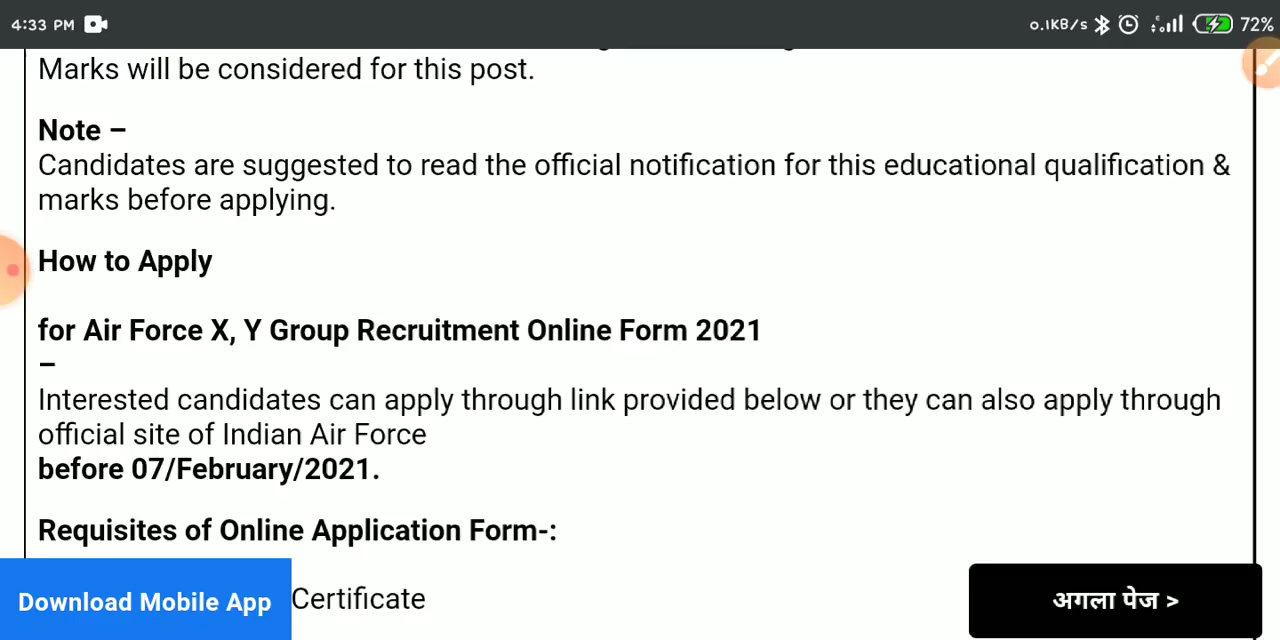 4:33 PM
0.1KB/s 72%
Marks will be considered for this post.
Note –
Candidates are suggested to read the official notification for this educational qualification &
marks before applying.
How to Apply
for Air Force X, Y Group Recruitment Online Form 2021
–
Interested candidates can apply through link provided below or they can also apply through
official site of Indian Air Force
before 07/February/2021.
Requisites of Online Application Form-:
Download Mobile App
Certificate
अगला पेज >